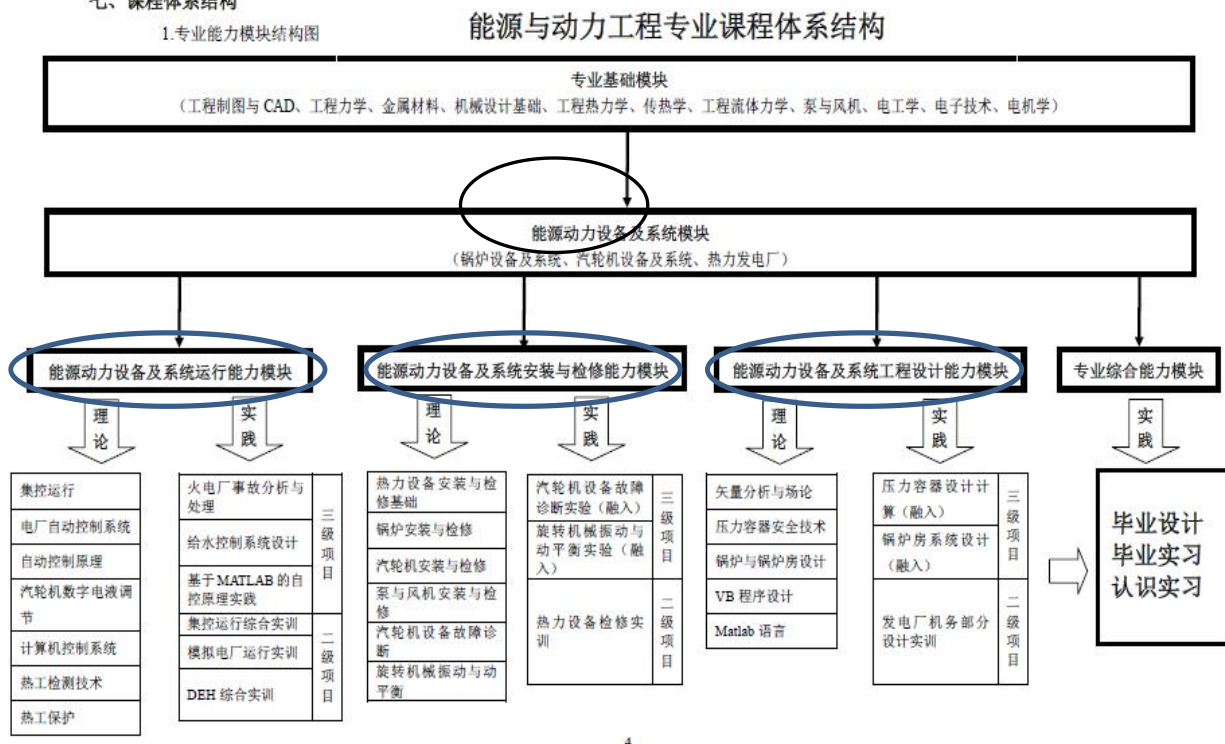 七、课程体系结构
1.专业能力模块结构图
能源与动力工程专业课程体系结构
专业基础模块
（工程制图与 CAD、工程力学、金属材料、机械设计基础、工程热力学、传热学、工程流体力学、泵与风机、电工学、电子技术、电机学）
能源动力设备及系统模块
（锅炉设备及系统、汽轮机设备及系统、热力发电厂）
能源动力设备及系统运行能力模块
能源动力设备及系统安装与检修能力模块
能源动力设备及系统工程设计能力模块
专业综合能力模块
理
论
实
践
理
论
实
践
理
论
实
践
实
践
集控运行
电厂自动控制系统
自动控制原理
汽轮机数字电液调
节
计算机控制系统
热工检测技术
热工保护
火电厂事故分析与
处理
给水控制系统设计
基于 MATLAB 的自
控原理实践
三
级
项
目
集控运行综合实训
模拟电厂运行实训
DEH 综合实训
二
级
项
目
热力设备安装与检
修基础
锅炉安装与检修
汽轮机安装与检修
泵与风机安装与检
修
汽轮机设备故障诊
断
旋转机械振动与动
平衡
汽轮机设备故障
诊断实验（融入）
旋转机械振动与
动平衡实验（融
入）
三
级
项
目
热力设备检修实
训
二
级
项
目
矢量分析与场论
压力容器安全技术
锅炉与锅炉房设计
VB 程序设计
Matlab 语言
压力容器设计计
算（融入）
锅炉房系统设计
（融入）
三
级
项
目
发电厂机务部分
设计实训
二
级
项
目
毕业设计
毕业实习
认识实习
4